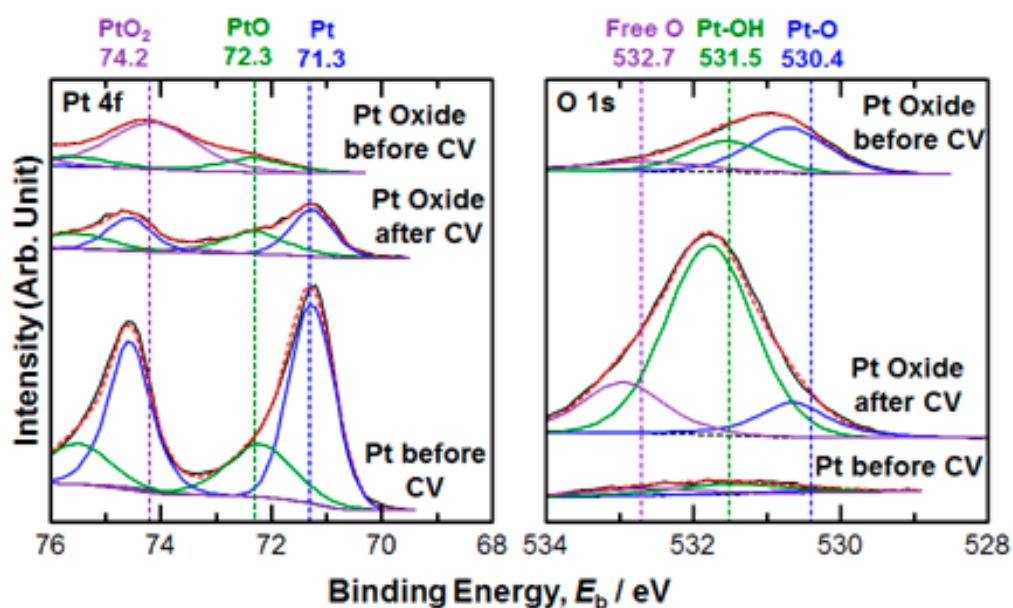 PtO₂ PtO Pt Free O Pt-OH Pt-O
74.2 72.3 71.3 532.7 531.5 530.4
Pt 4f
Pt Oxide
before CV
Pt Oxide
after CV
Pt before
CV
O 1s
Pt Oxide
before CV
Pt Oxide
after CV
Pt before CV
Intensity (Arb. Unit)
76 74 72 70 68 534 532 530 528
Binding Energy, E_b / eV